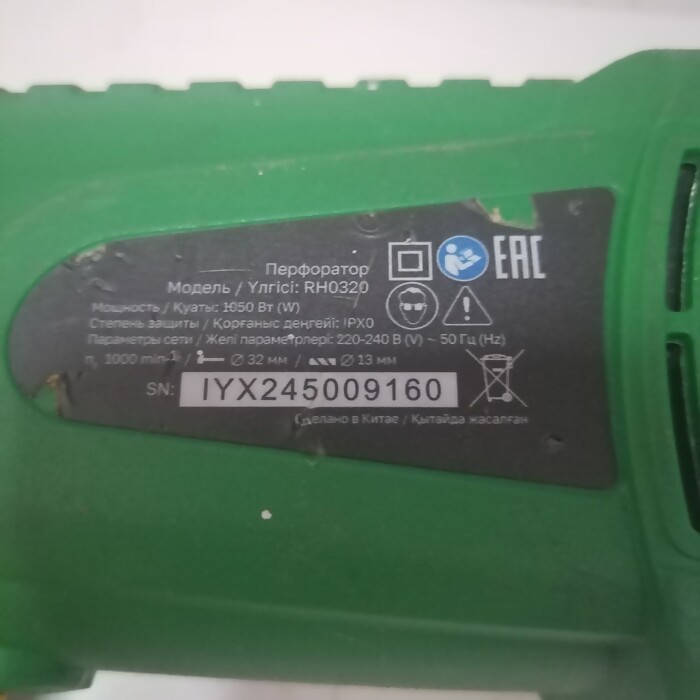 Перфоратор
Модель / Үлгісі: RH0320
Мощность / Қуаты: 1050 Вт (W)
Степень защиты / Қорғаныс деңгейі: IPX0
Параметры сети / Желі параметрлері: 220-240 В (V) ~ 50 Гц (Hz)
n₀ 1000 min⁻¹ / ∅ 32 мм / ∅ 13 мм
SN: IYX245009160
Сделано в Китае / Қытайда жасалған
EAC